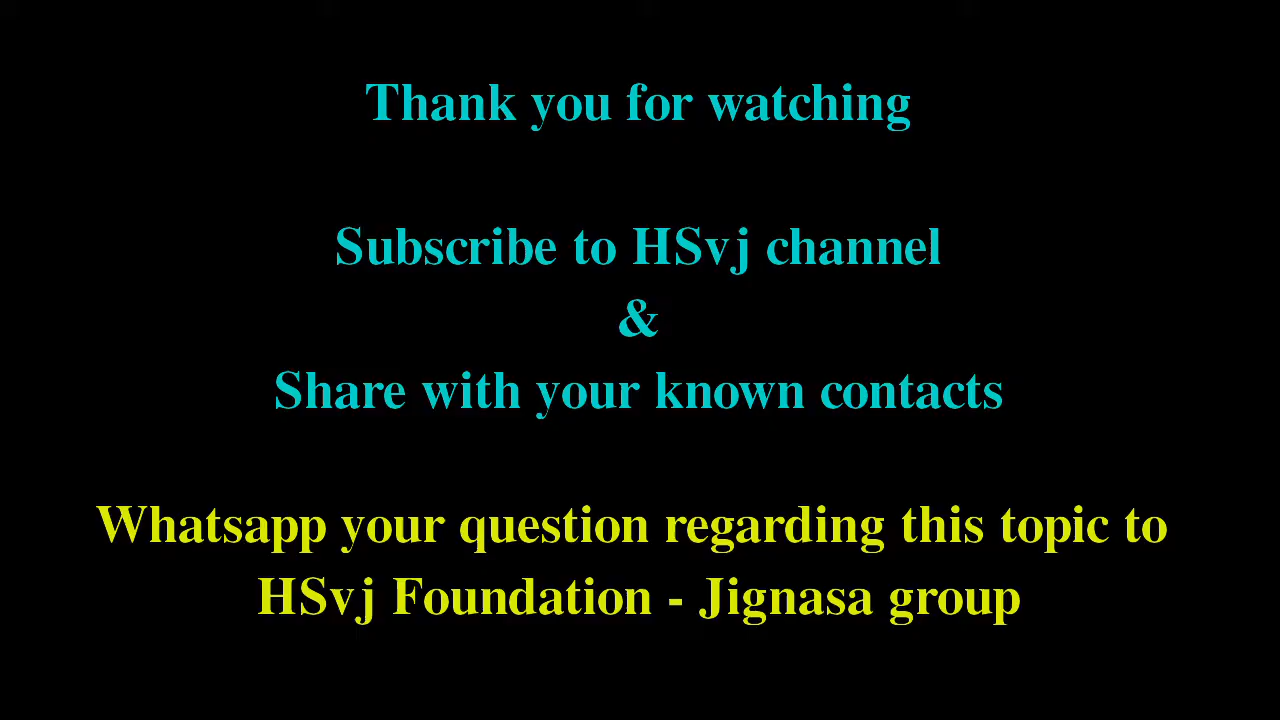 Thank you for watching
Subscribe to HSvj channel
&
Share with your known contacts
Whatsapp your question regarding this topic to
HSvj Foundation - Jignasa group